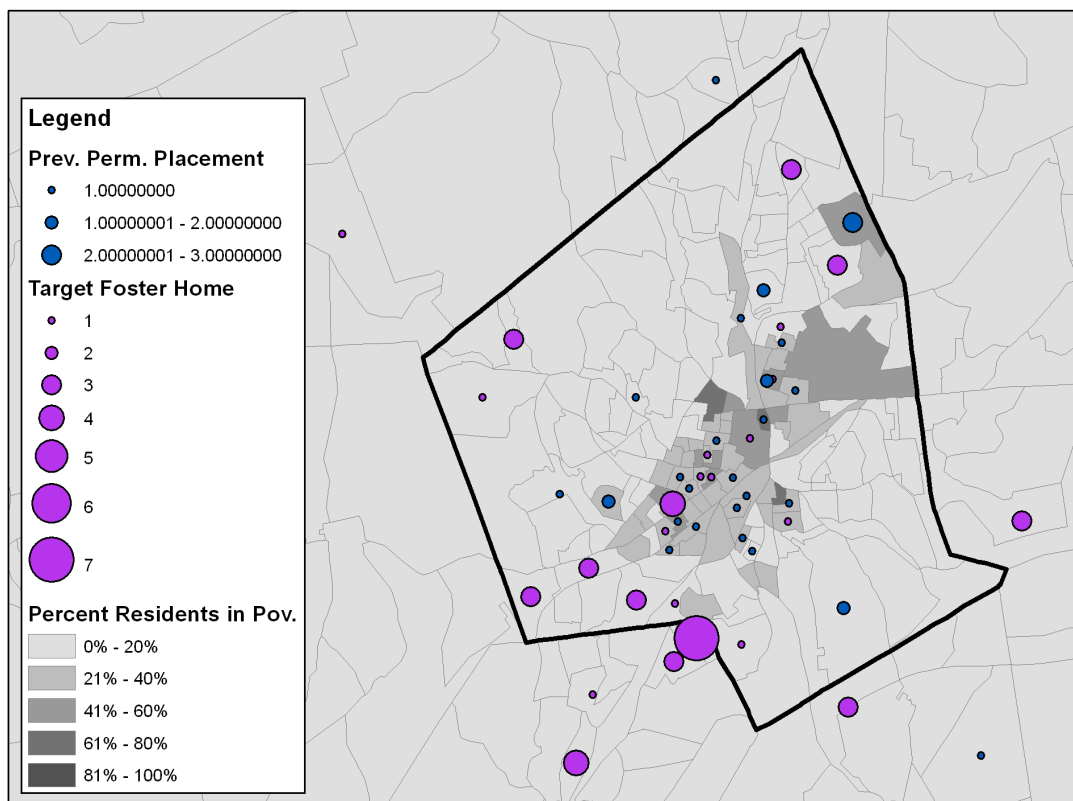 Legend
Prev. Perm. Placement
1.00000000
1.00000001 - 2.00000000
2.00000001 - 3.00000000
Target Foster Home
1
2
3
4
5
6
7
Percent Residents in Pov.
0% - 20%
21% - 40%
41% - 60%
61% - 80%
81% - 100%